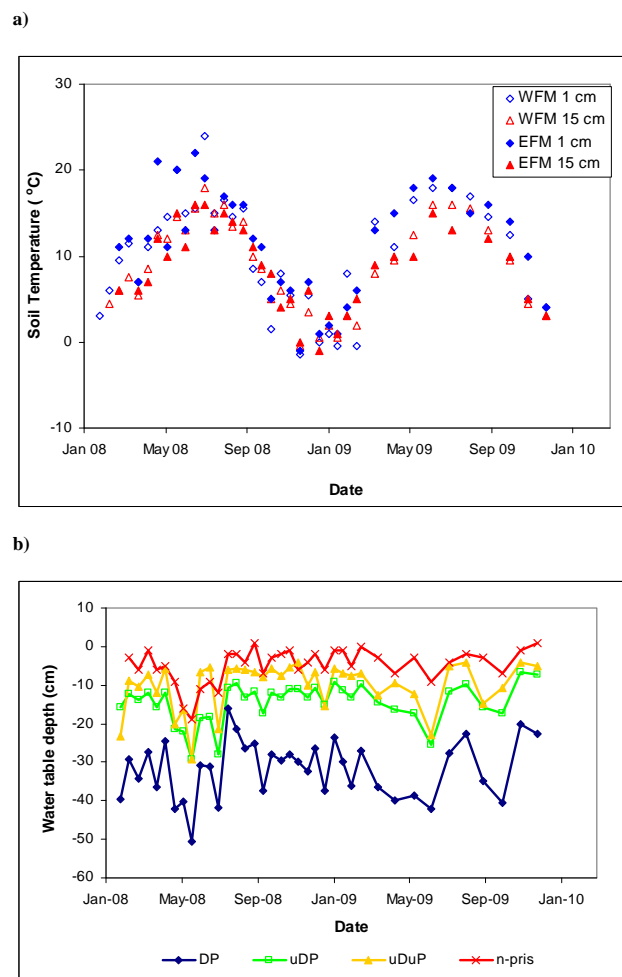 a)
30
20
10
0
-10
Soil Temperature ( °C)
WFM 1 cm
WFM 15 cm
EFM 1 cm
EFM 15 cm
Jan 08
May 08
Sep 08
Jan 09
May 09
Sep 09
Jan 10
Date
b)
10
0
-10
-20
-30
-40
-50
-60
Water table depth (cm)
Jan-08
May-08
Sep-08
Jan-09
May-09
Sep-09
Jan-10
Date
DP
uDP
uDuP
n-pris